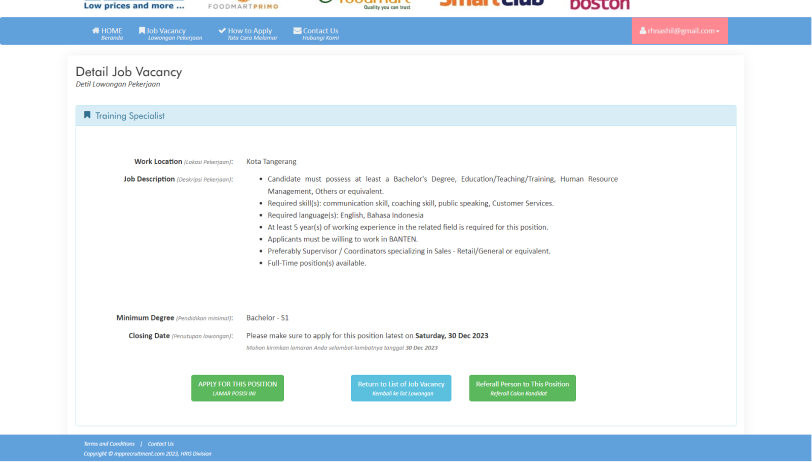 Low prices and more ...
FOODMARTPRIMO
foodmart
Quality you can trust
SmartClub
boston
HOME
Beranda
Job Vacancy
Lowongan Pekerjaan
How to Apply
Tata Cara Melamar
Contact Us
Hubungi Kami
Detail Job Vacancy
Detil Lowongan Pekerjaan
Training Specialist
Work Location (Lokasi Pekerjaan): Kota Tangerang
Job Description (Deskripsi Pekerjaan):
• Candidate must possess at least a Bachelor's Degree, Education/Teaching/Training, Human Resource
Management, Others or equivalent.
• Required skill(s): communication skill, coaching skill, public speaking, Customer Services.
• Required language(s): English, Bahasa Indonesia
• At least 5 year(s) of working experience in the related field is required for this position.
• Applicants must be willing to work in BANTEN.
• Preferably Supervisor / Coordinators specializing in Sales - Retail/General or equivalent.
• Full-Time position(s) available.
Minimum Degree (Pendidikan minimal): Bachelor - S1
Closing Date (Penutupan lowongan): Please make sure to apply for this position latest on Saturday, 30 Dec 2023
Mohon kirimkan lamaran Anda selambat-lambatnya tanggal 30 Dec 2023
APPLY FOR THIS POSITION
LAMAR POSISI INI
Return to List of Job Vacancy
Kembali ke list Lowongan
Referall Person to This Position
Referall Calon Kandidat
Terms and Conditions | Contact Us
Copyright © mpprecruitment.com 2023, HRG Division